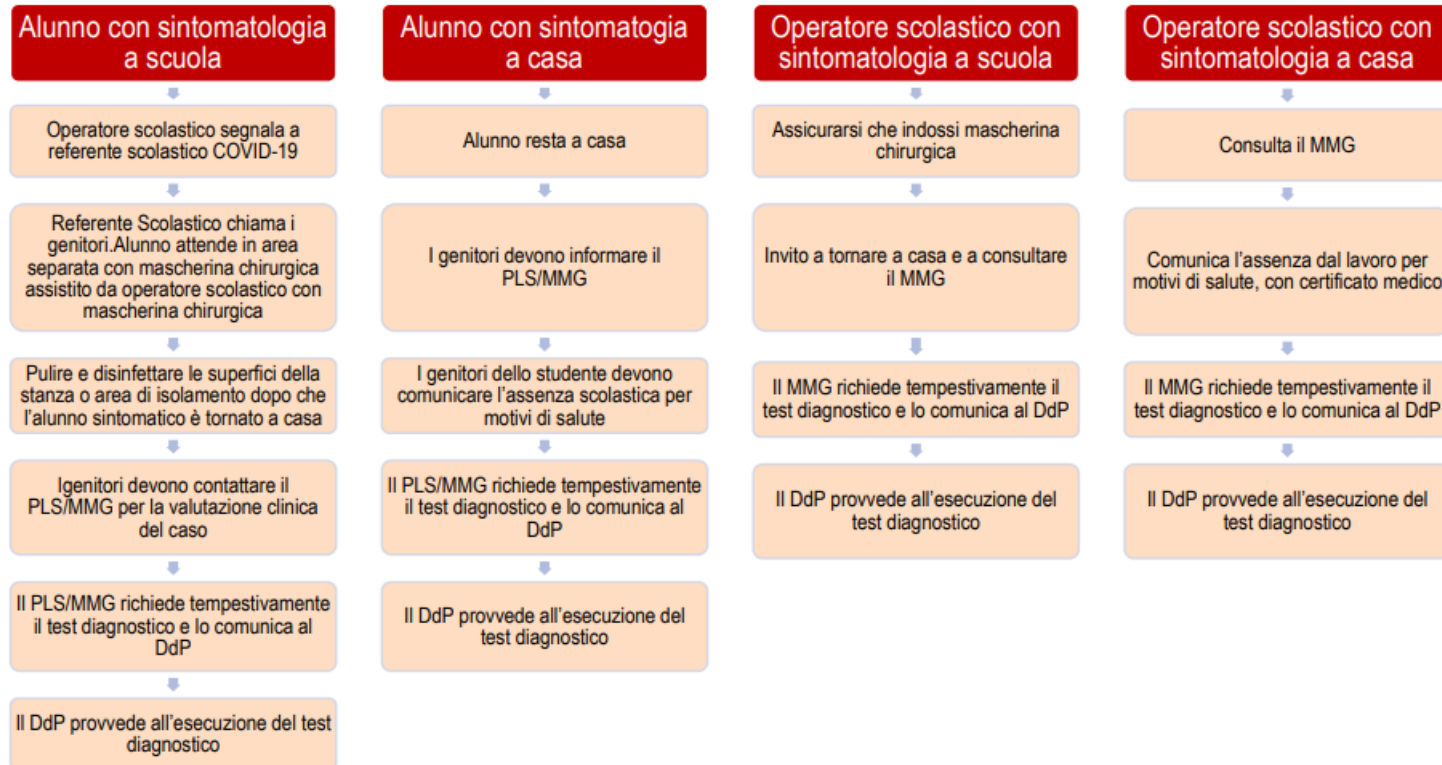 Alunno con sintomatologia
a scuola
Operatore scolastico segnala a
referente scolastico COVID-19
Referente Scolastico chiama i
genitori.Alunno attende in area
separata con mascherina chirurgica
assistito da operatore scolastico con
mascherina chirurgica
Pulire e disinfettare le superfici della
stanza o area di isolamento dopo che
l'alunno sintomatico è tornato a casa
Igenitori devono contattare il
PLS/MMG per la valutazione clinica
del caso
Il PLS/MMG richiede tempestivamente
il test diagnostico e lo comunica al
DdP
Il DdP provvede all'esecuzione del test
diagnostico
Alunno con sintomatogia
a casa
Alunno resta a casa
I genitori devono informare il
PLS/MMG
I genitori dello studente devono
comunicare l'assenza scolastica per
motivi di salute
Il PLS/MMG richiede tempestivamente
il test diagnostico e lo comunica al
DdP
Il DdP provvede all'esecuzione del
test diagnostico
Operatore scolastico con
sintomatologia a scuola
Assicurarsi che indossi mascherina
chirurgica
Invito a tornare a casa e a consultare
il MMG
Il MMG richiede tempestivamente il
test diagnostico e lo comunica al DdP
Il DdP provvede all'esecuzione del
test diagnostico
Operatore scolastico con
sintomatologia a casa
Consulta il MMG
Comunica l'assenza dal lavoro per
motivi di salute, con certificato medico
Il MMG richiede tempestivamente il
test diagnostico e lo comunica al DdP
Il DdP provvede all'esecuzione del
test diagnostico